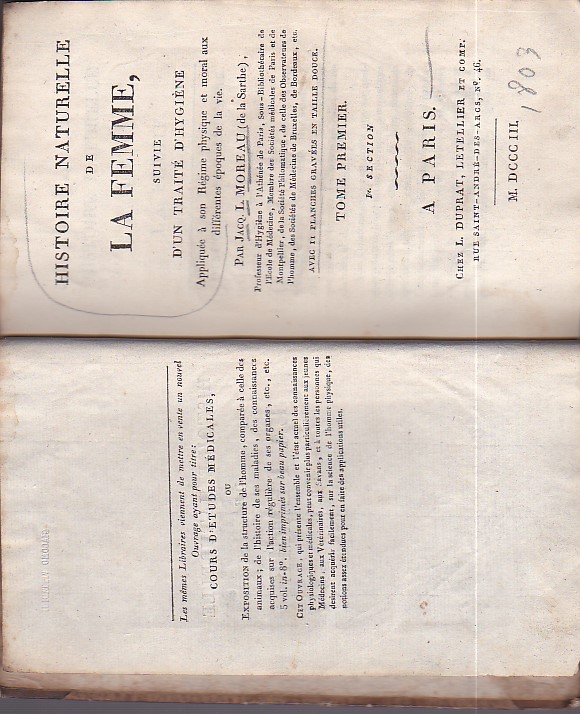 Les mêmes Libraires viennent de mettre en vente un nouvel
Ouvrage ayant pour titre:
COURS D'ETUDES MÉDICALES,
OU
EXPOSITION de la structure de l'homme, comparée à celle des
animaux; de l'histoire de ses maladies, des connaissances
acquises sur l'action régulière de ses organes, etc., etc.
5 vol. in-8°. bien imprimés sur beau papier.
CET OUVRAGE, qui présente l'ensemble et l'état actuel des connaissances
physiologiques et médicales, peut convenir plus particulièrement aux jeunes
Médecins, aux Vétérinaires, aux Savans, et à toutes les personnes qui
desirent acquérir facilement, sur la science de l'homme physique, des
notions assez étendues pour en faire des applications utiles.
HISTOIRE NATURELLE
DE
LA FEMME,
SUIVIE
D'UN TRAITÉ D'HYGIÈNE
Appliquée à son Régime physique et moral aux
différentes époques de la vie.
PAR JACQ. L. MOREAU (de la Sarthe);
Professeur d'Hygiène à l'Athénée de Paris, Sous-Bibliothécaire de
l'Ecole de Médecine, Membre des Sociétés médicales de Paris et de
Montpellier, de la Société Philomatique, de celle des Observateurs de
l'homme, des Sociétés de Médecine de Bruxelles, de Bordeaux, etc.
AVEC 11 PLANCHES GRAVÉES EN TAILLE DOUCE.
TOME PREMIER.
Ire. SECTION
A PARIS.
CHEZ L. DUPRAT, LETELLIER ET COMP.
RUE SAINT-ANDRÉ-DES-ARCS, N°. 46.
M. DCCC III.
1803